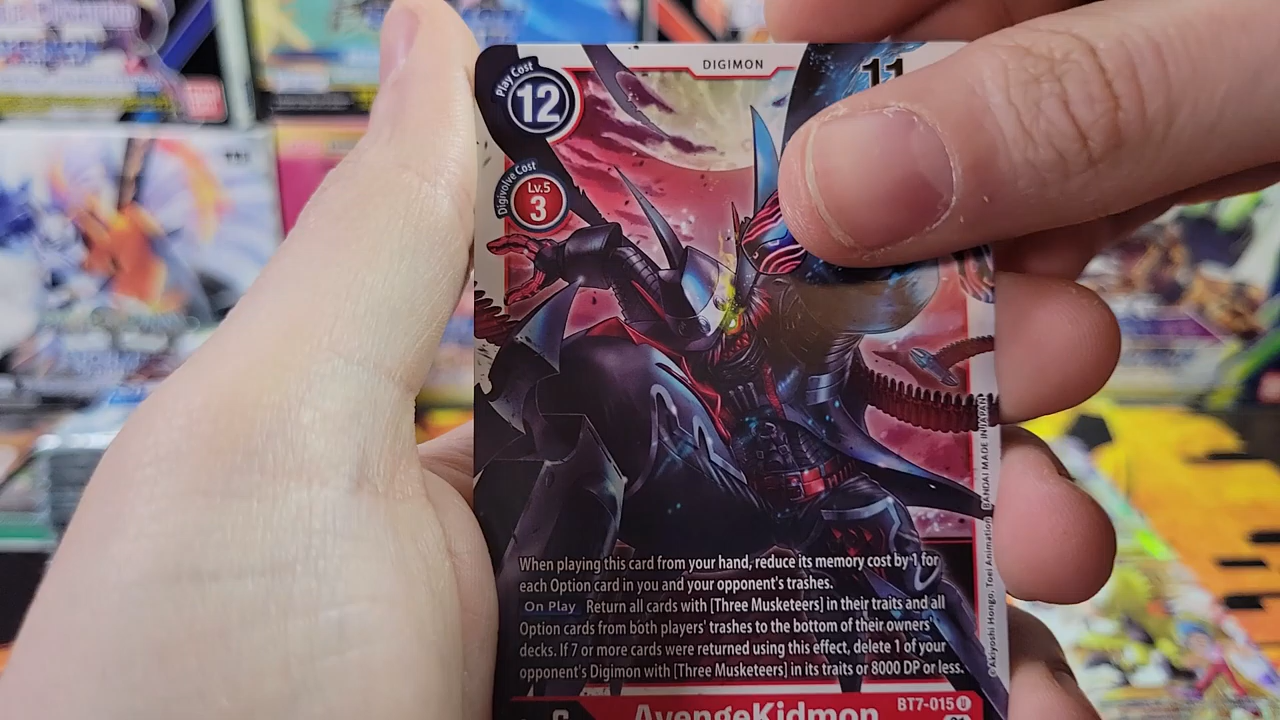 DIGIMON
Play Cost
12
11
Digivolve Cost
Lv.5
3
When playing this card from your hand, reduce its memory cost by 1 for
each Option card in you and your opponent's trashes.
On Play Return all cards with [Three Musketeers] in their traits and all
Option cards from both players' trashes to the bottom of their owners'
decks. If 7 or more cards were returned using this effect, delete 1 of your
opponent's Digimon with [Three Musketeers] in its traits or 8000 DP or less.
©Akiyoshi Hongo, Toei Animation BANDAI MADE IN JAPAN
BT7-015 U
AvengeKidmon